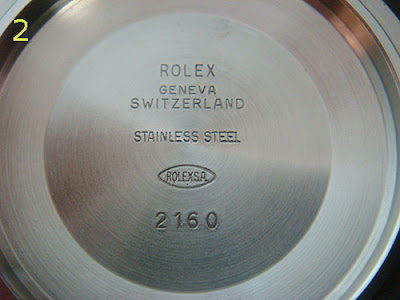 2
ROLEX
GENEVA
SWITZERLAND
STAINLESS STEEL
ROLEX S.A.
2160